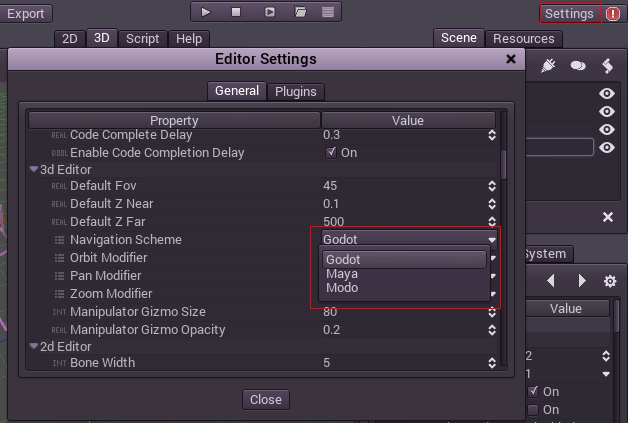 Export Settings
2D 3D Script Help Scene Resources
Editor Settings
General Plugins
Property Value
REAL Code Complete Delay 0.3
BOOL Enable Code Completion Delay On
3d Editor
REAL Default Fov 45
REAL Default Z Near 0.1
REAL Default Z Far 500
Navigation Scheme Godot
Orbit Modifier Godot
Pan Modifier Maya
Zoom Modifier Modo
INT Manipulator Gizmo Size 80
REAL Manipulator Gizmo Opacity 0.2
2d Editor
INT Bone Width 5
Close
System
Value
2
1
On
On